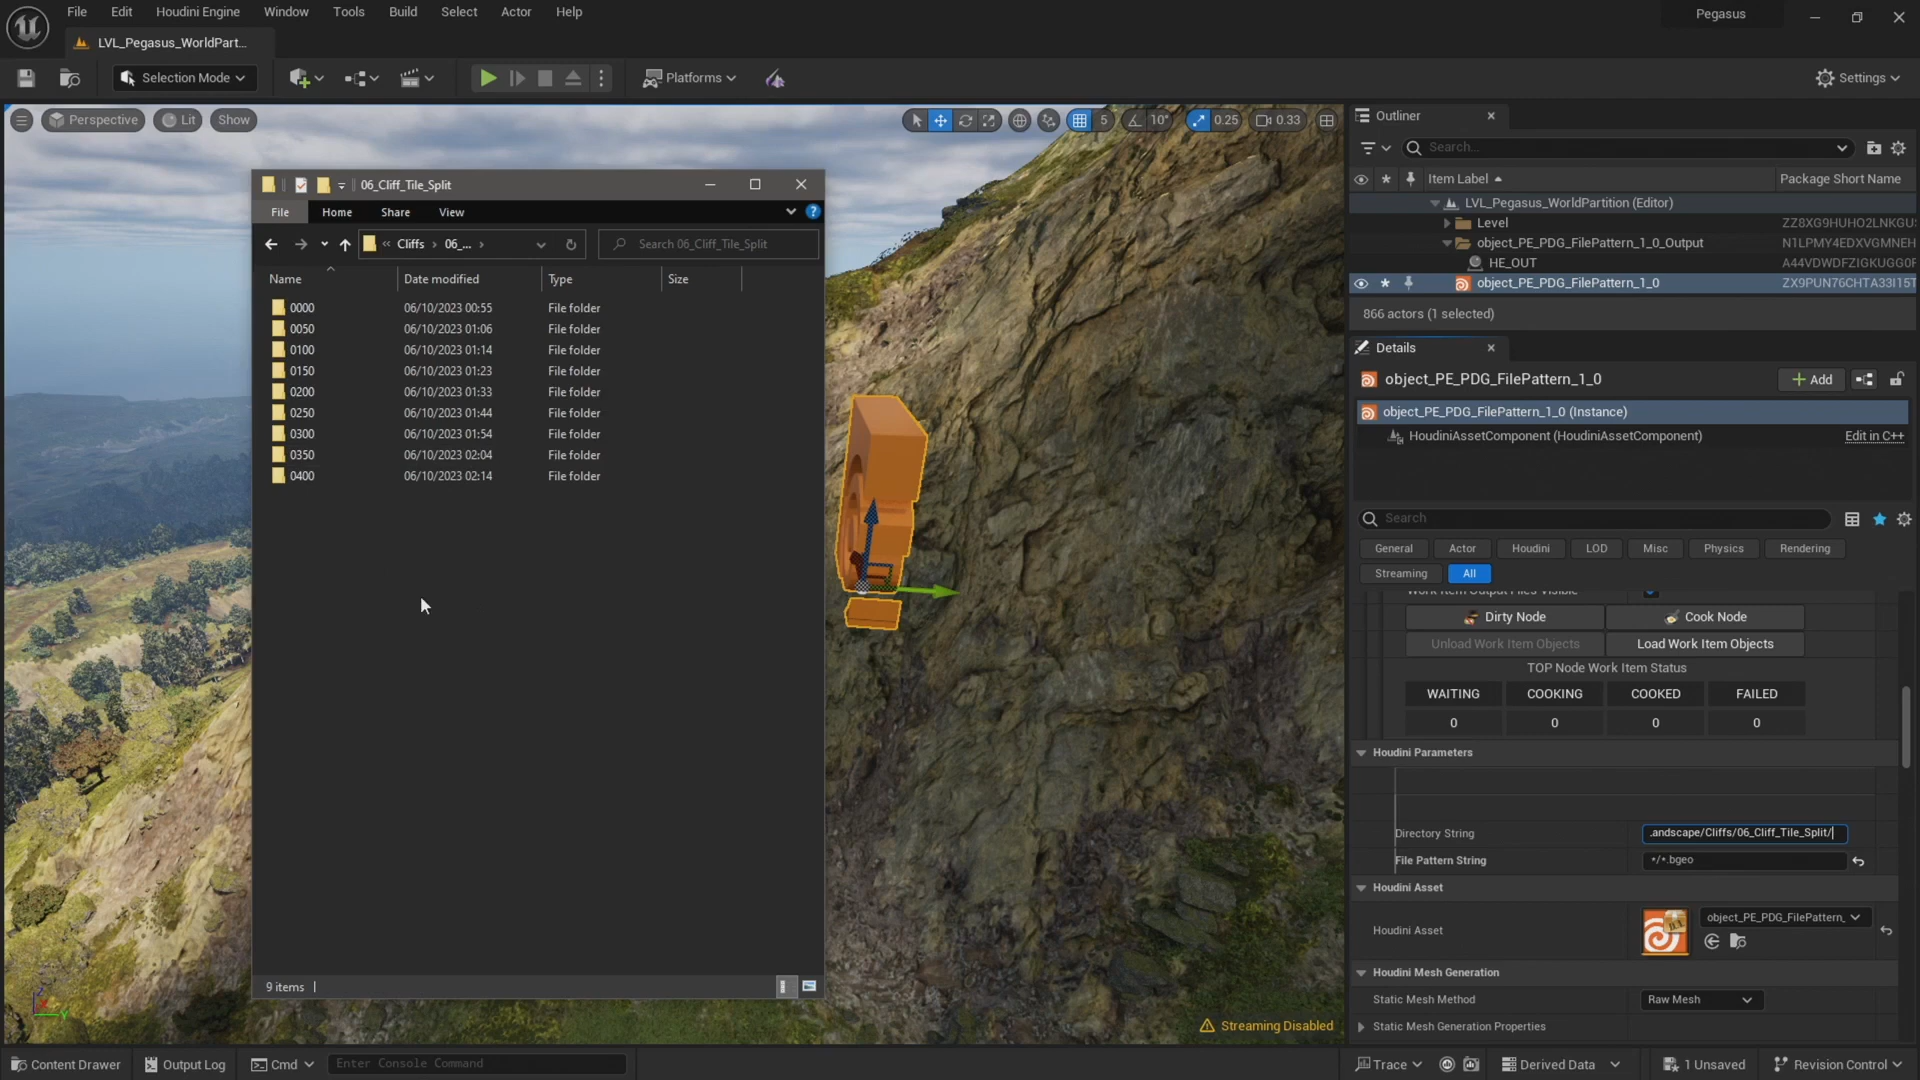 File Edit Houdini Engine Window Tools Build Select Actor Help
Pegasus
LVL_Pegasus_WorldPart...
Selection Mode
Platforms
Settings
Perspective
Lit
Show
5
10°
0.25
0.33
06_Cliff_Tile_Split
File Home Share View
« Cliffs › 06_... ›
Search 06_Cliff_Tile_Split
Name Date modified Type Size
0000 06/10/2023 00:55 File folder
0050 06/10/2023 01:06 File folder
0100 06/10/2023 01:14 File folder
0150 06/10/2023 01:23 File folder
0200 06/10/2023 01:33 File folder
0250 06/10/2023 01:44 File folder
0300 06/10/2023 01:54 File folder
0350 06/10/2023 02:04 File folder
0400 06/10/2023 02:14 File folder
9 items
Streaming Disabled
Outliner
Search...
Item Label Package Short Name
LVL_Pegasus_WorldPartition (Editor)
Level
object_PE_PDG_FilePattern_1_0_Output
HE_OUT
object_PE_PDG_FilePattern_1_0
866 actors (1 selected)
Details
object_PE_PDG_FilePattern_1_0
Add
object_PE_PDG_FilePattern_1_0 (Instance)
HoudiniAssetComponent (HoudiniAssetComponent)
Edit in C++
Search
General Actor Houdini LOD Misc Physics Rendering
Streaming All
Work Item Output Files Visible
Dirty Node Cook Node
Unload Work Item Objects Load Work Item Objects
TOP Node Work Item Status
WAITING COOKING COOKED FAILED
0 0 0 0
Houdini Parameters
Directory String
.andscape/Cliffs/06_Cliff_Tile_Split/
File Pattern String
*/*.bgeo
Houdini Asset
Houdini Asset
object_PE_PDG_FilePattern_
Houdini Mesh Generation
Static Mesh Method
Raw Mesh
Static Mesh Generation Properties
Content Drawer
Output Log
Cmd
Enter Console Command
Trace
Derived Data
1 Unsaved
Revision Control